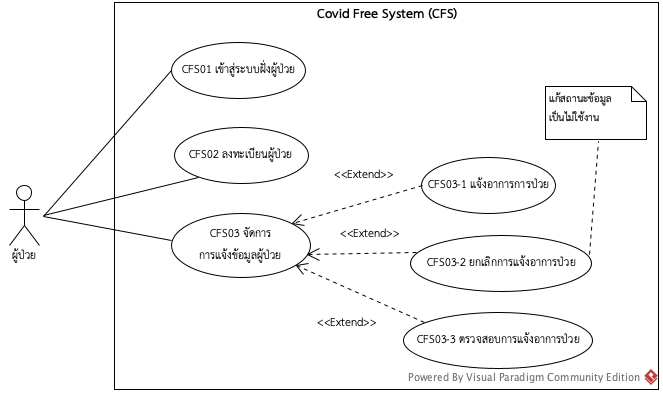 Covid Free System (CFS)
CFS01 เข้าสู่ระบบฝั่งผู้ป่วย
แก้สถานะข้อมูล
เป็นไม่ใช้งาน
CFS02 ลงทะเบียนผู้ป่วย
<<Extend>>
CFS03-1 แจ้งอาการการป่วย
ผู้ป่วย
CFS03 จัดการ
การแจ้งข้อมูลผู้ป่วย
<<Extend>>
CFS03-2 ยกเลิกการแจ้งอาการป่วย
<<Extend>>
CFS03-3 ตรวจสอบการแจ้งอาการป่วย
Powered By Visual Paradigm Community Edition